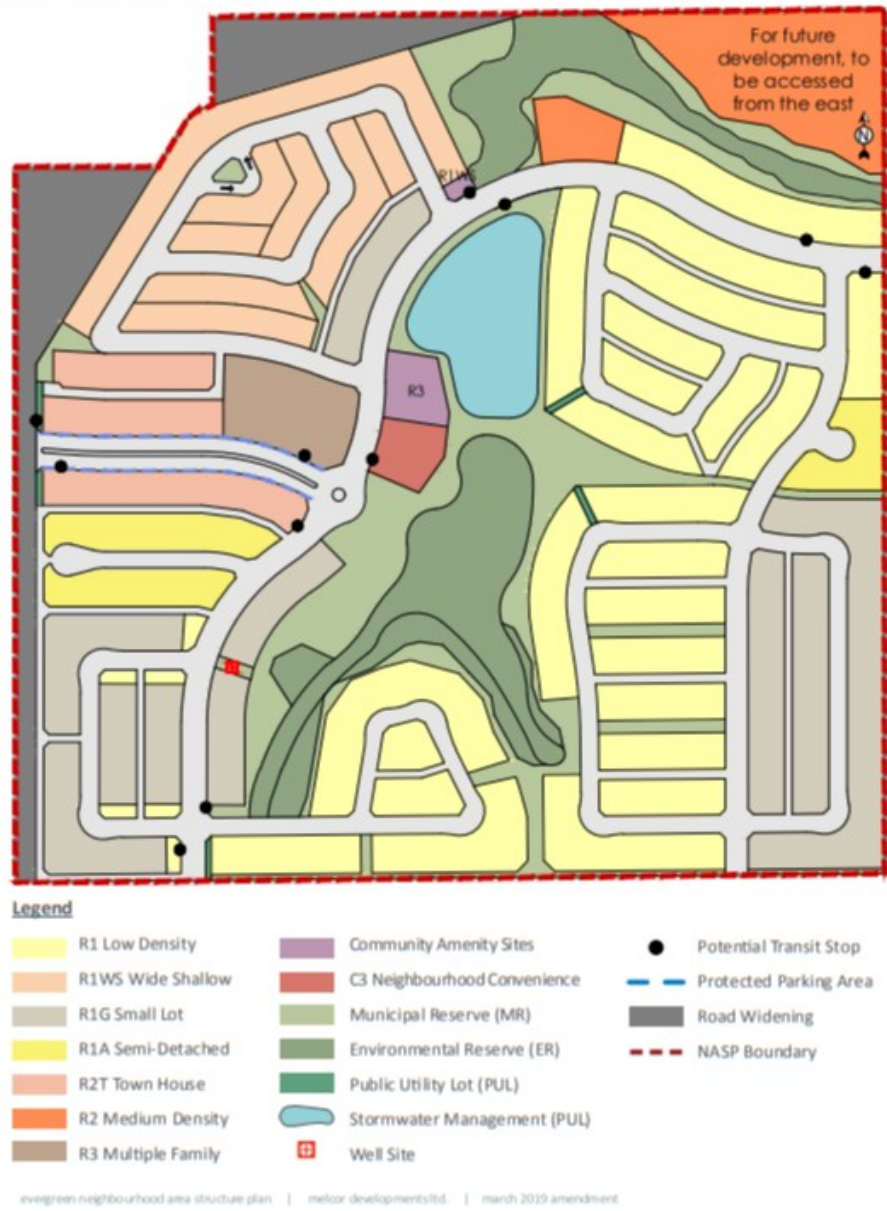 For future
development, to
be accessed
from the east
N
R1WS
R3
Legend
R1 Low Density
R1WS Wide Shallow
R1G Small Lot
R1A Semi-Detached
R2T Town House
R2 Medium Density
R3 Multiple Family
Community Amenity Sites
C3 Neighbourhood Convenience
Municipal Reserve (MR)
Environmental Reserve (ER)
Public Utility Lot (PUL)
Stormwater Management (PUL)
Well Site
Potential Transit Stop
Protected Parking Area
Road Widening
NASP Boundary
evergreen neighbourhood area structure plan | melcor developments ltd. | march 2019 amendment